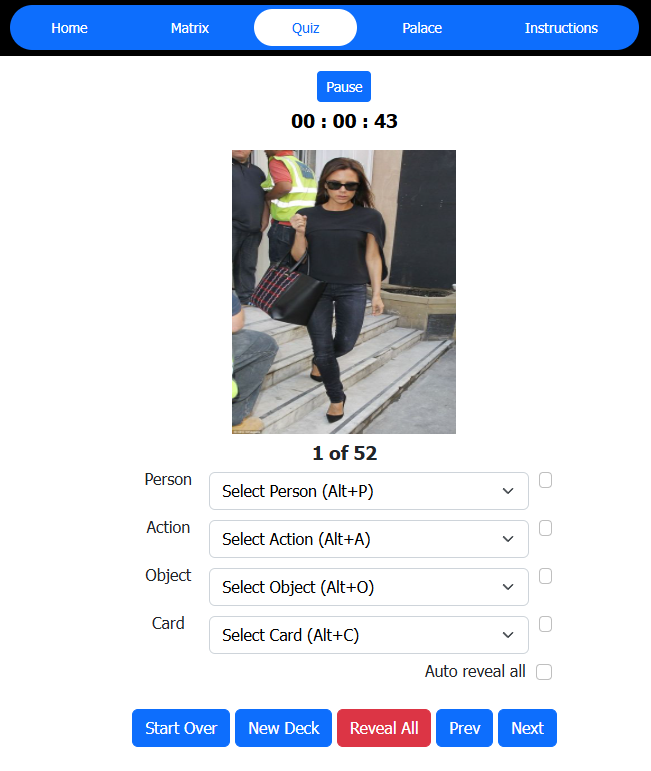 Home Matrix Quiz Palace Instructions
Pause
00 : 00 : 43
1 of 52
Person Select Person (Alt+P)
Action Select Action (Alt+A)
Object Select Object (Alt+O)
Card Select Card (Alt+C)
Auto reveal all
Start Over New Deck Reveal All Prev Next